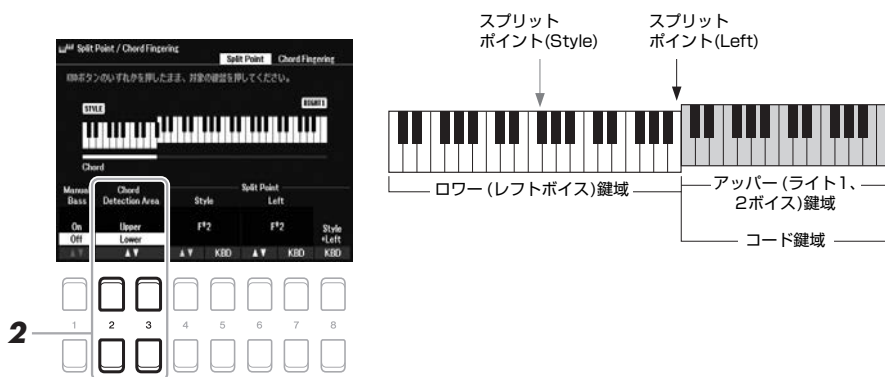 Split Point / Chord Fingering
Split Point Chord Fingering
KBDボタンのいずれかを押したまま、対象の鍵盤を押してください。
STYLE
RIGHT1
Chord
Manual Bass
Chord Detection Area
Split Point
Style
Left
On
Off
Upper
Lower
F#2
F#2
Style
+Left
▲▼
▲▼
▲▼
KBD
▲▼
KBD
KBD
1 2 3 4 5 6 7 8
2
スプリット
ポイント(Style)
スプリット
ポイント(Left)
ロワー (レフトボイス)鍵域
アッパー (ライト1、
2ボイス)鍵域
コード鍵域